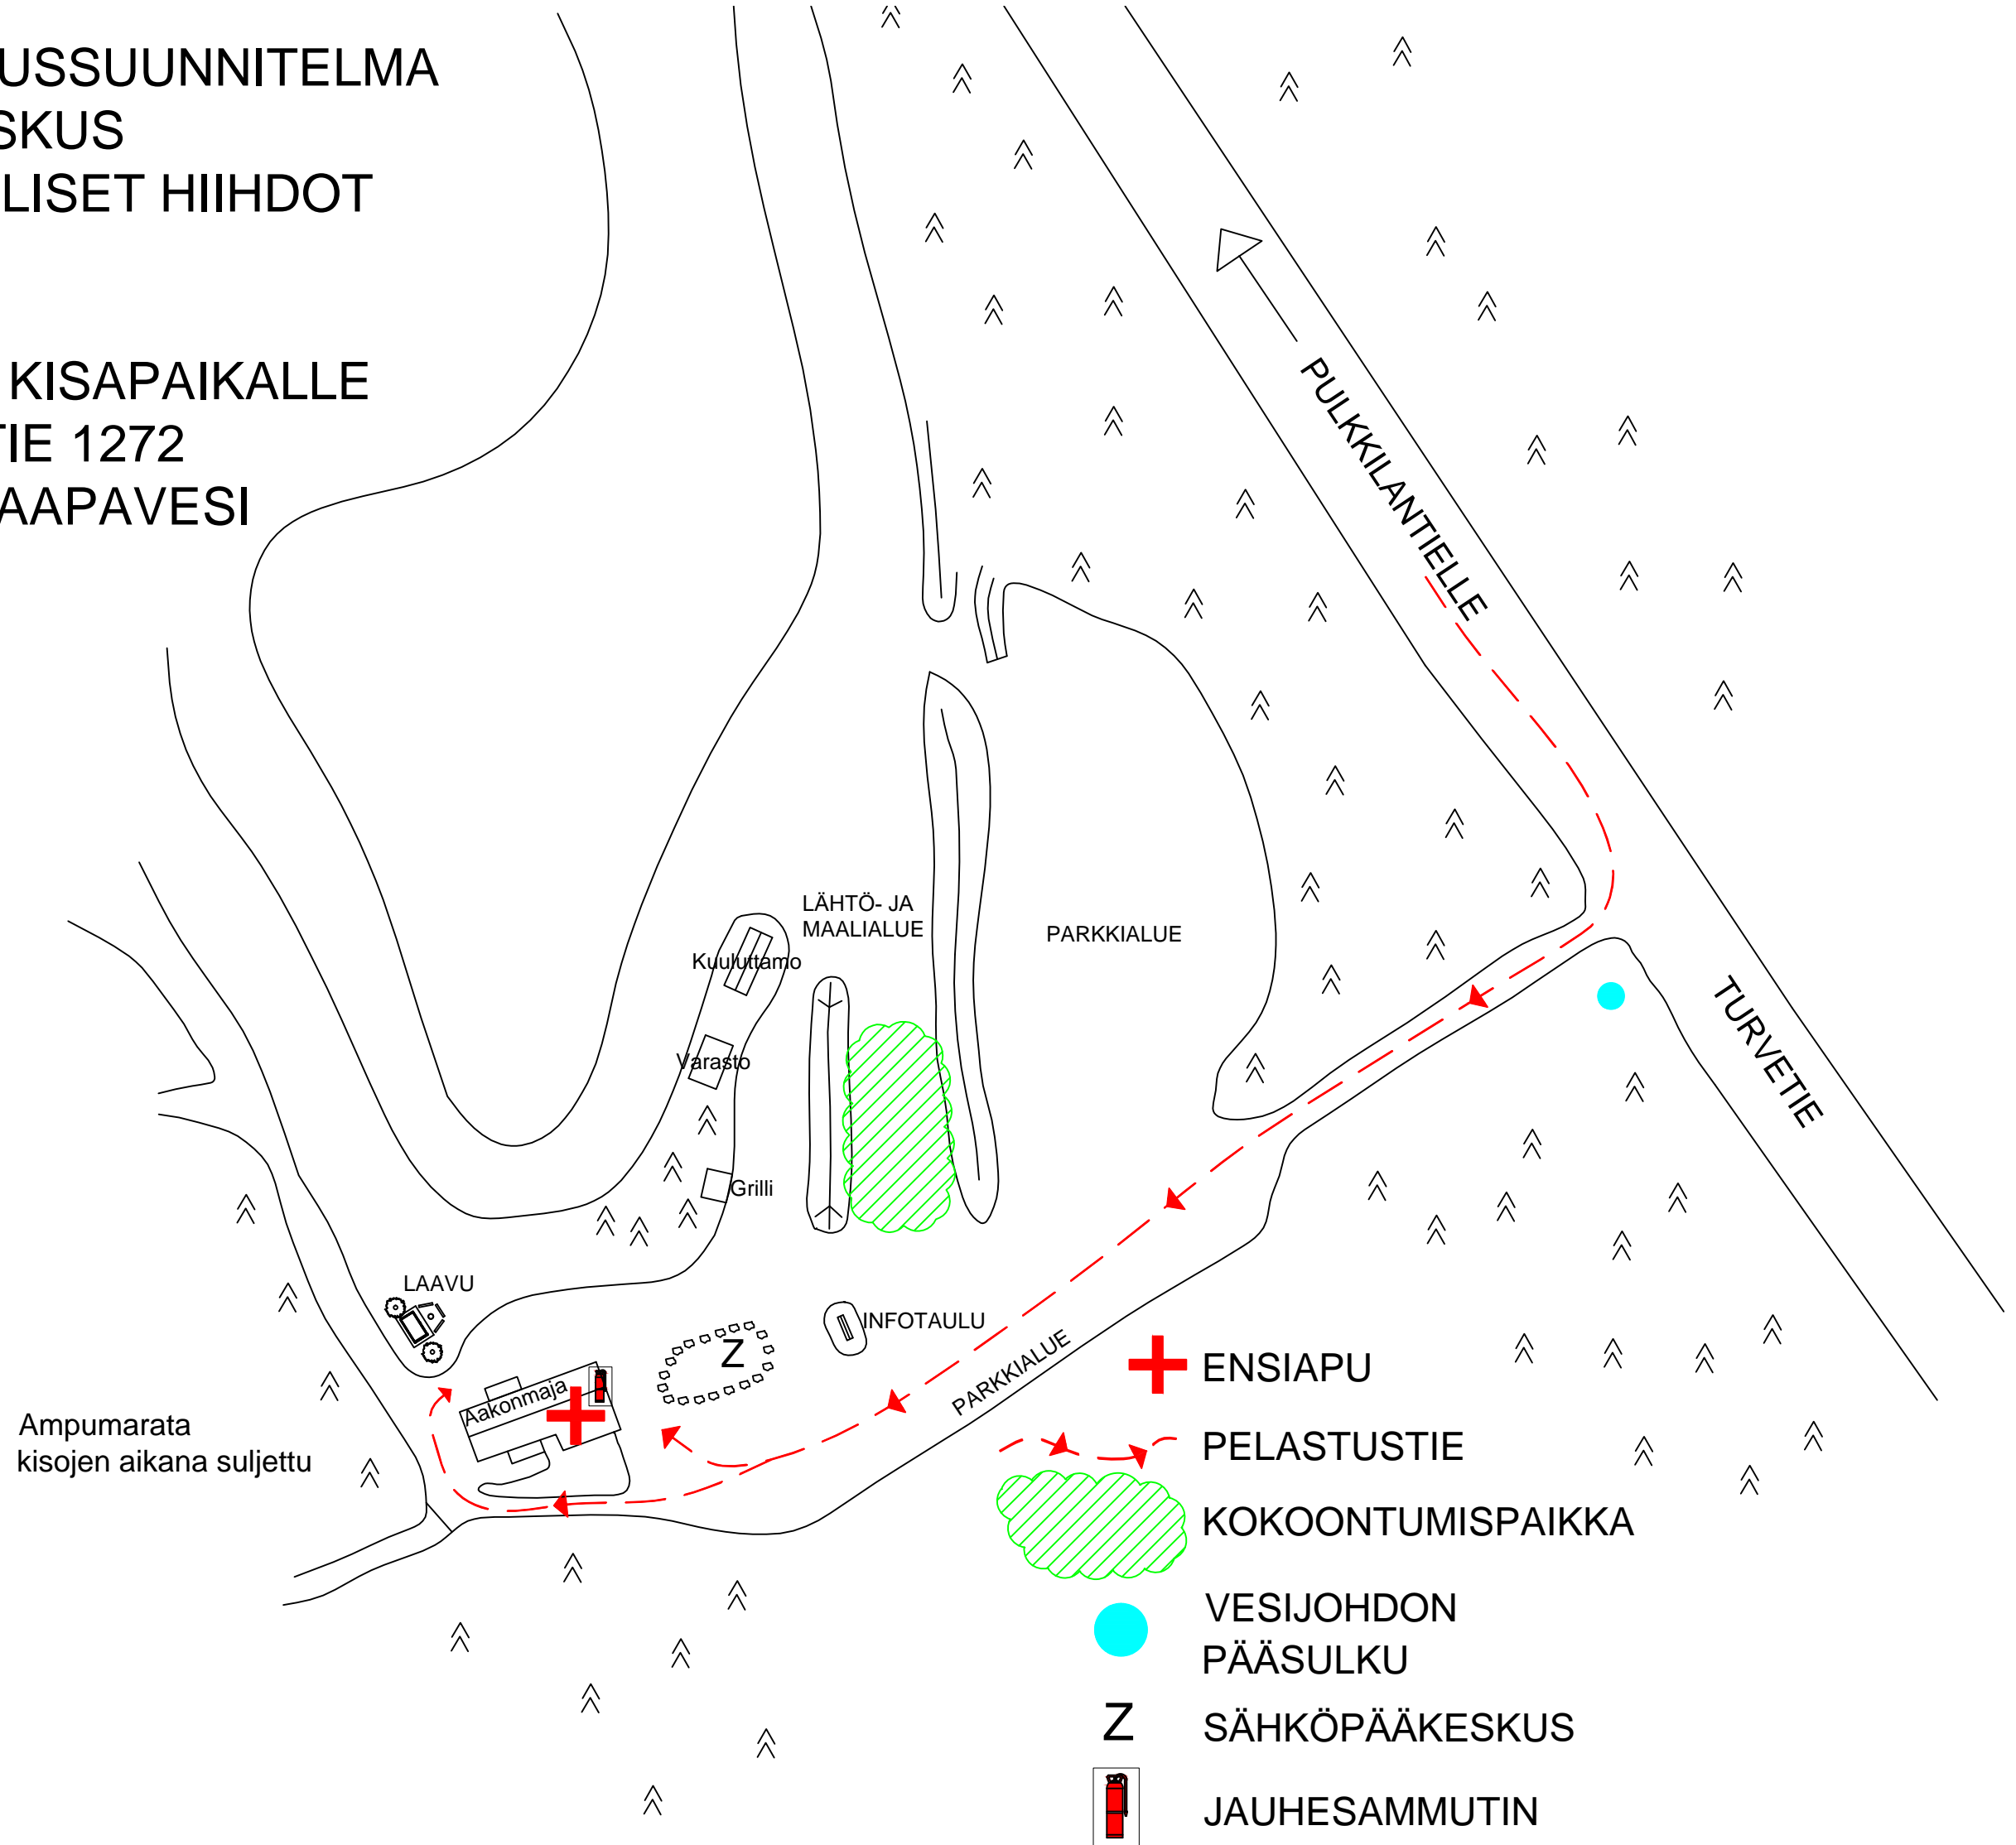 USSUUNNITELMA
SKUS
LISET HIIHDOT
KISAPAIKALLE
TIE 1272
AAPAVESI
PULKKILANTIELLE
TURVETIE
LÄHTÖ- JA
MAALIALUE
PARKKIALUE
Kuuluttamo
Varasto
Grilli
LAAVU
INFOTAULU
Z
Aakonmaja
PARKKIALUE
Ampumarata
kisojen aikana suljettu
ENSIAPU
PELASTUSTIE
KOKOONTUMISPAIKKA
VESIJOHDON
PÄÄSULKU
Z SÄHKÖPÄÄKESKUS
JAUHESAMMUTIN